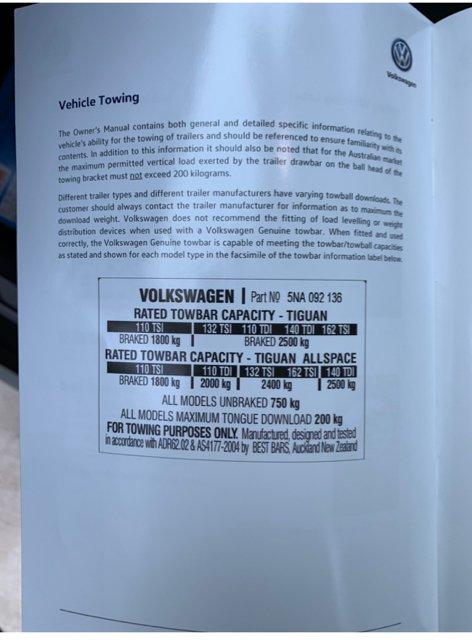 Volkswagen
Vehicle Towing
The Owner's Manual contains both general and detailed specific information relating to the
vehicle's ability for the towing of trailers and should be referenced to ensure familiarity with its
contents. In addition to this information it should also be noted that for the Australian market
the maximum permitted vertical load exerted by the trailer drawbar on the ball head of the
towing bracket must not exceed 200 kilograms.
Different trailer types and different trailer manufacturers have varying towball downloads. The
customer should always contact the trailer manufacturer for information as to maximum the
download weight. Volkswagen does not recommend the fitting of load levelling or weight
distribution devices when used with a Volkswagen Genuine towbar. When fitted and used
correctly, the Volkswagen Genuine towbar is capable of meeting the towbar/towball capacities
as stated and shown for each model type in the facsimile of the towbar information label below.
VOLKSWAGEN | Part Nº 5NA 092 136
RATED TOWBAR CAPACITY - TIGUAN
110 TSI | 132 TSI 110 TDI 140 TDI 162 TSI
BRAKED 1800 kg | BRAKED 2500 kg
RATED TOWBAR CAPACITY - TIGUAN ALLSPACE
110 TSI | 110 TDI | 132 TSI 162 TSI | 140 TDI
BRAKED 1800 kg | 2000 kg | 2400 kg | 2500 kg
ALL MODELS UNBRAKED 750 kg
ALL MODELS MAXIMUM TONGUE DOWNLOAD 200 kg
FOR TOWING PURPOSES ONLY. Manufactured, designed and tested
in accordance with ADR62.02 & AS4177-2004 by BEST BARS, Auckland New Zealand